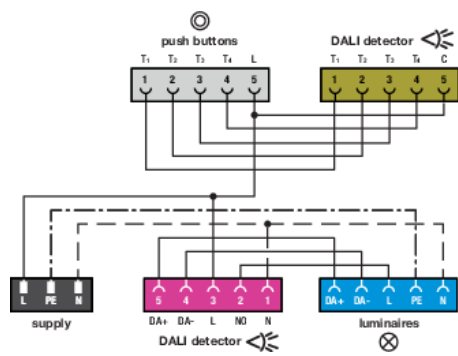 push buttons
DALI detector
T1 T2 T3 T4 L
T1 T2 T3 T4 C
1 2 3 4 5
1 2 3 4 5
L PE N
5 4 3 2 1
DA+ DA- L PE N
supply
DA+ DA- L NO N
luminaires
DALI detector